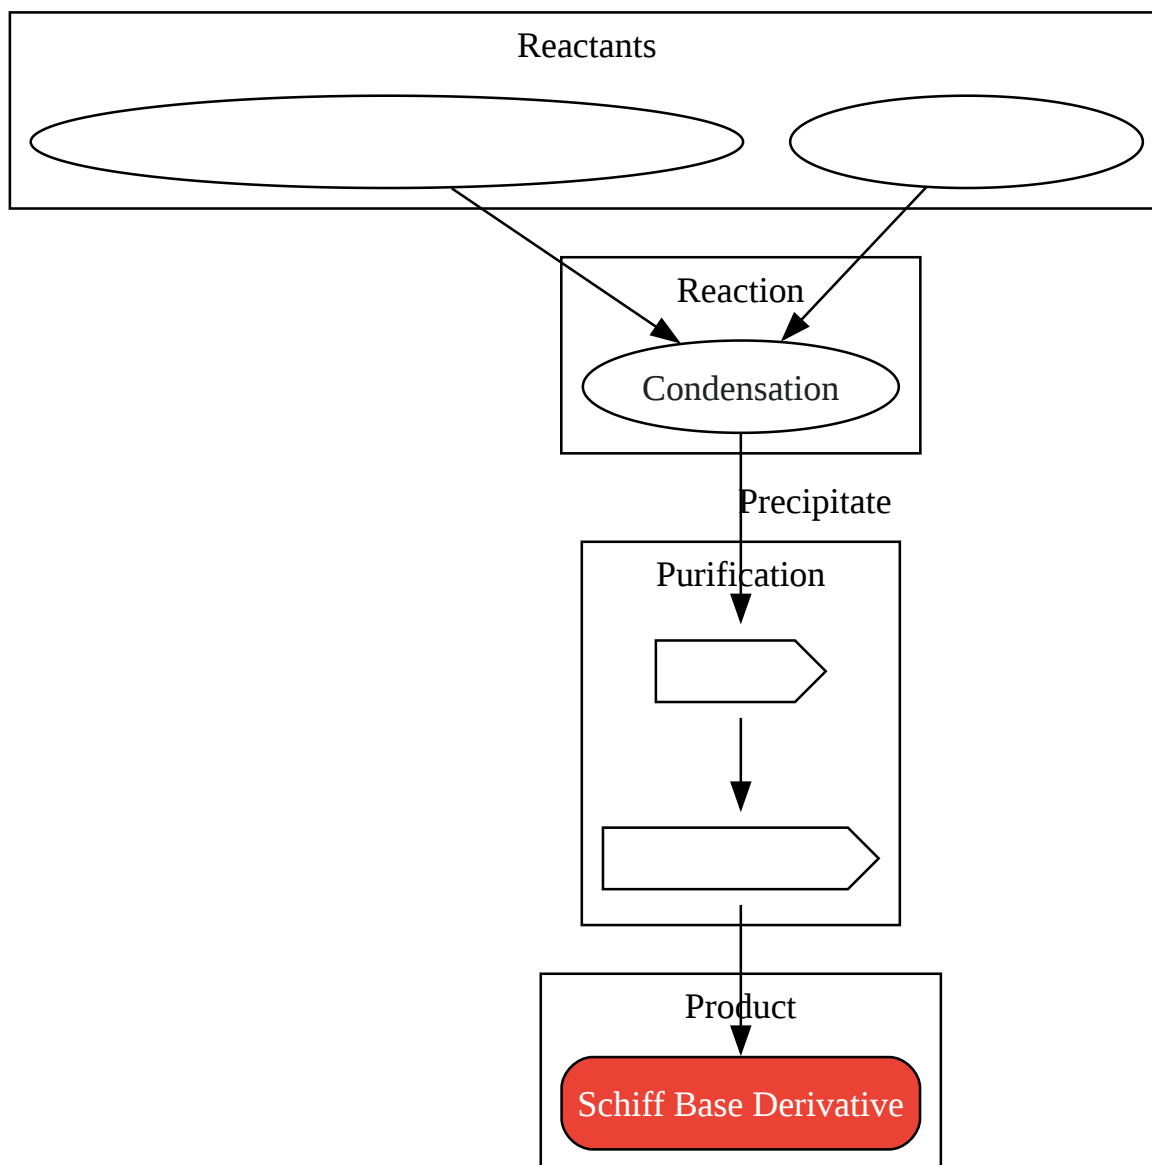 Reactants
Reaction
Condensation
Precipitate
Purification
Product
Schiff Base Derivative